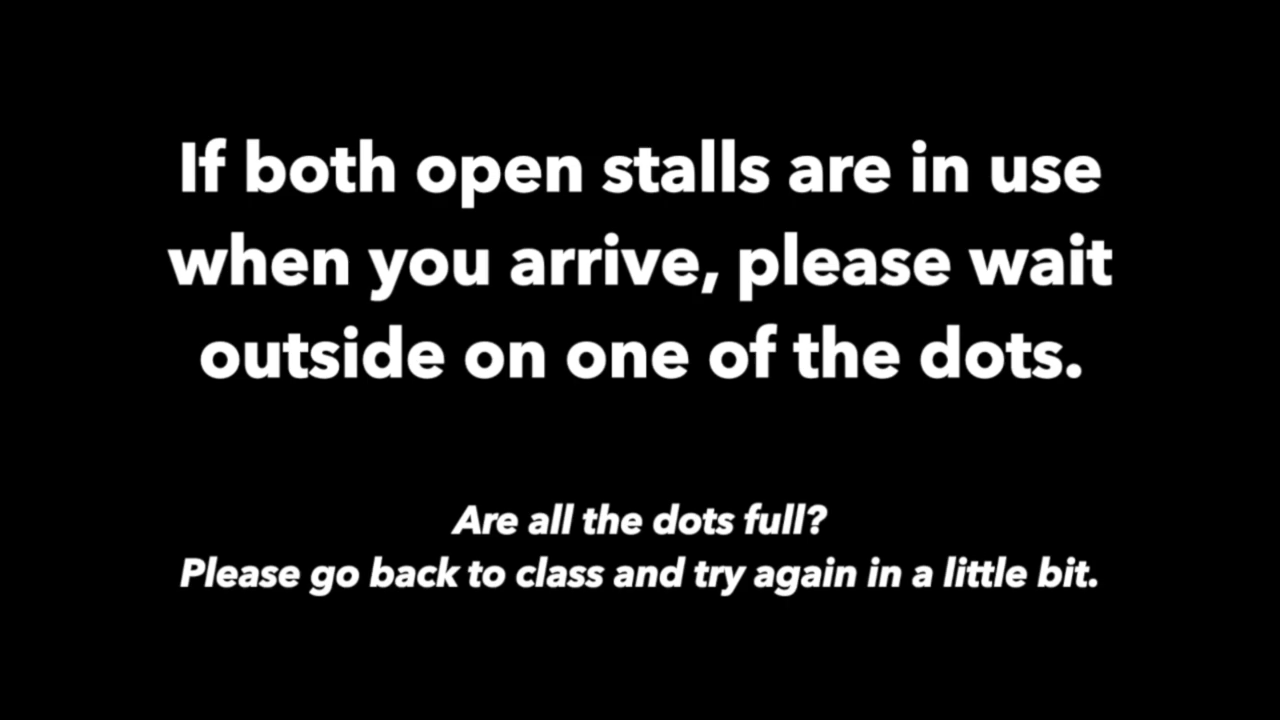 If both open stalls are in use
when you arrive, please wait
outside on one of the dots.
Are all the dots full?
Please go back to class and try again in a little bit.